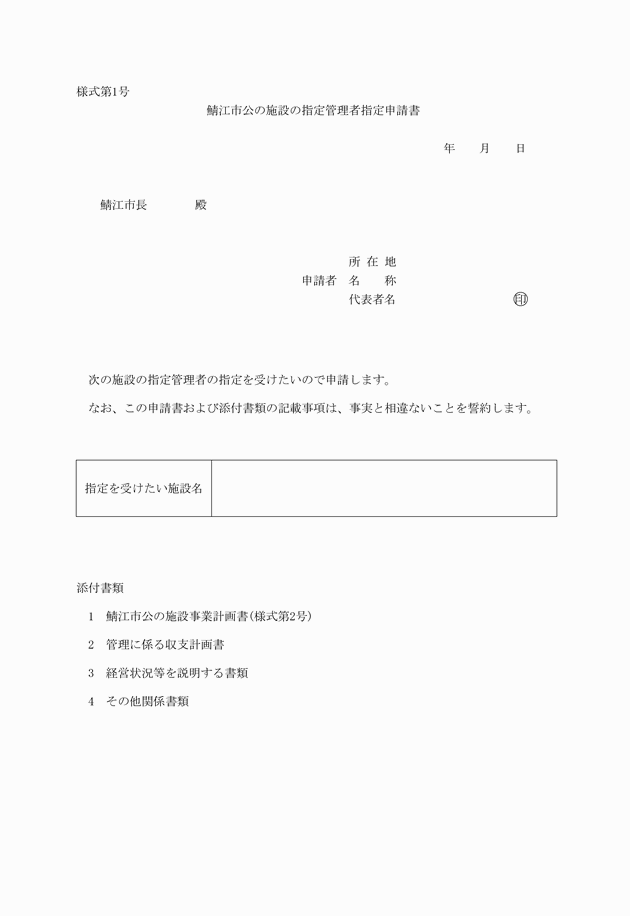 様式第1号
鯖江市公の施設の指定管理者指定申請書
年　　月　　日
鯖江市長　　　　殿
所 在 地
申請者　名　　称
代表者名　　　　　　　　　　㊞
次の施設の指定管理者の指定を受けたいので申請します。
なお、この申請書および添付書類の記載事項は、事実と相違ないことを誓約します。
指定を受けたい施設名
添付書類
1　鯖江市公の施設事業計画書(様式第2号)
2　管理に係る収支計画書
3　経営状況等を説明する書類
4　その他関係書類